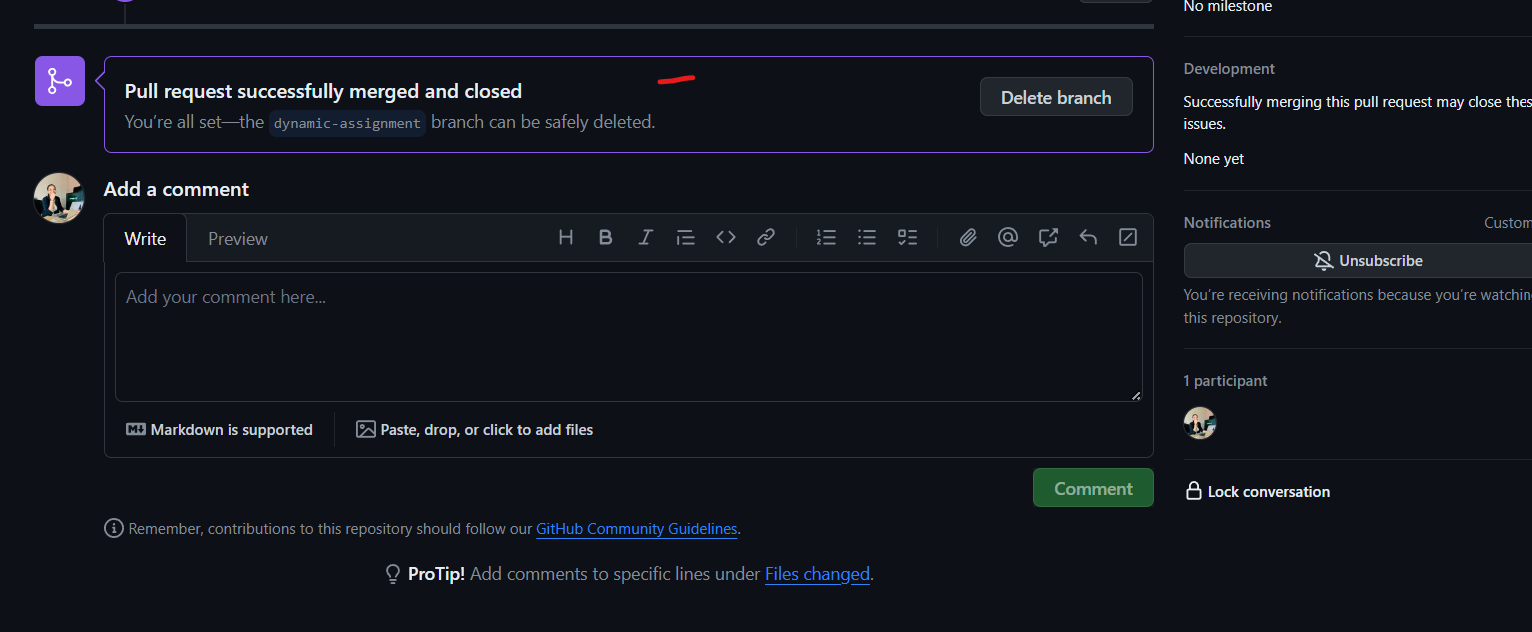 No milestone
Pull request successfully merged and closed
You're all set—the dynamic-assignment branch can be safely deleted.
Delete branch
Development
Successfully merging this pull request may close thes
issues.
None yet
Add a comment
Write
Preview
H B I
Add your comment here...
Markdown is supported
Paste, drop, or click to add files
Comment
Notifications
Custom
Unsubscribe
You're receiving notifications because you're watchin
this repository.
1 participant
Lock conversation
Remember, contributions to this repository should follow our GitHub Community Guidelines.
ProTip! Add comments to specific lines under Files changed.